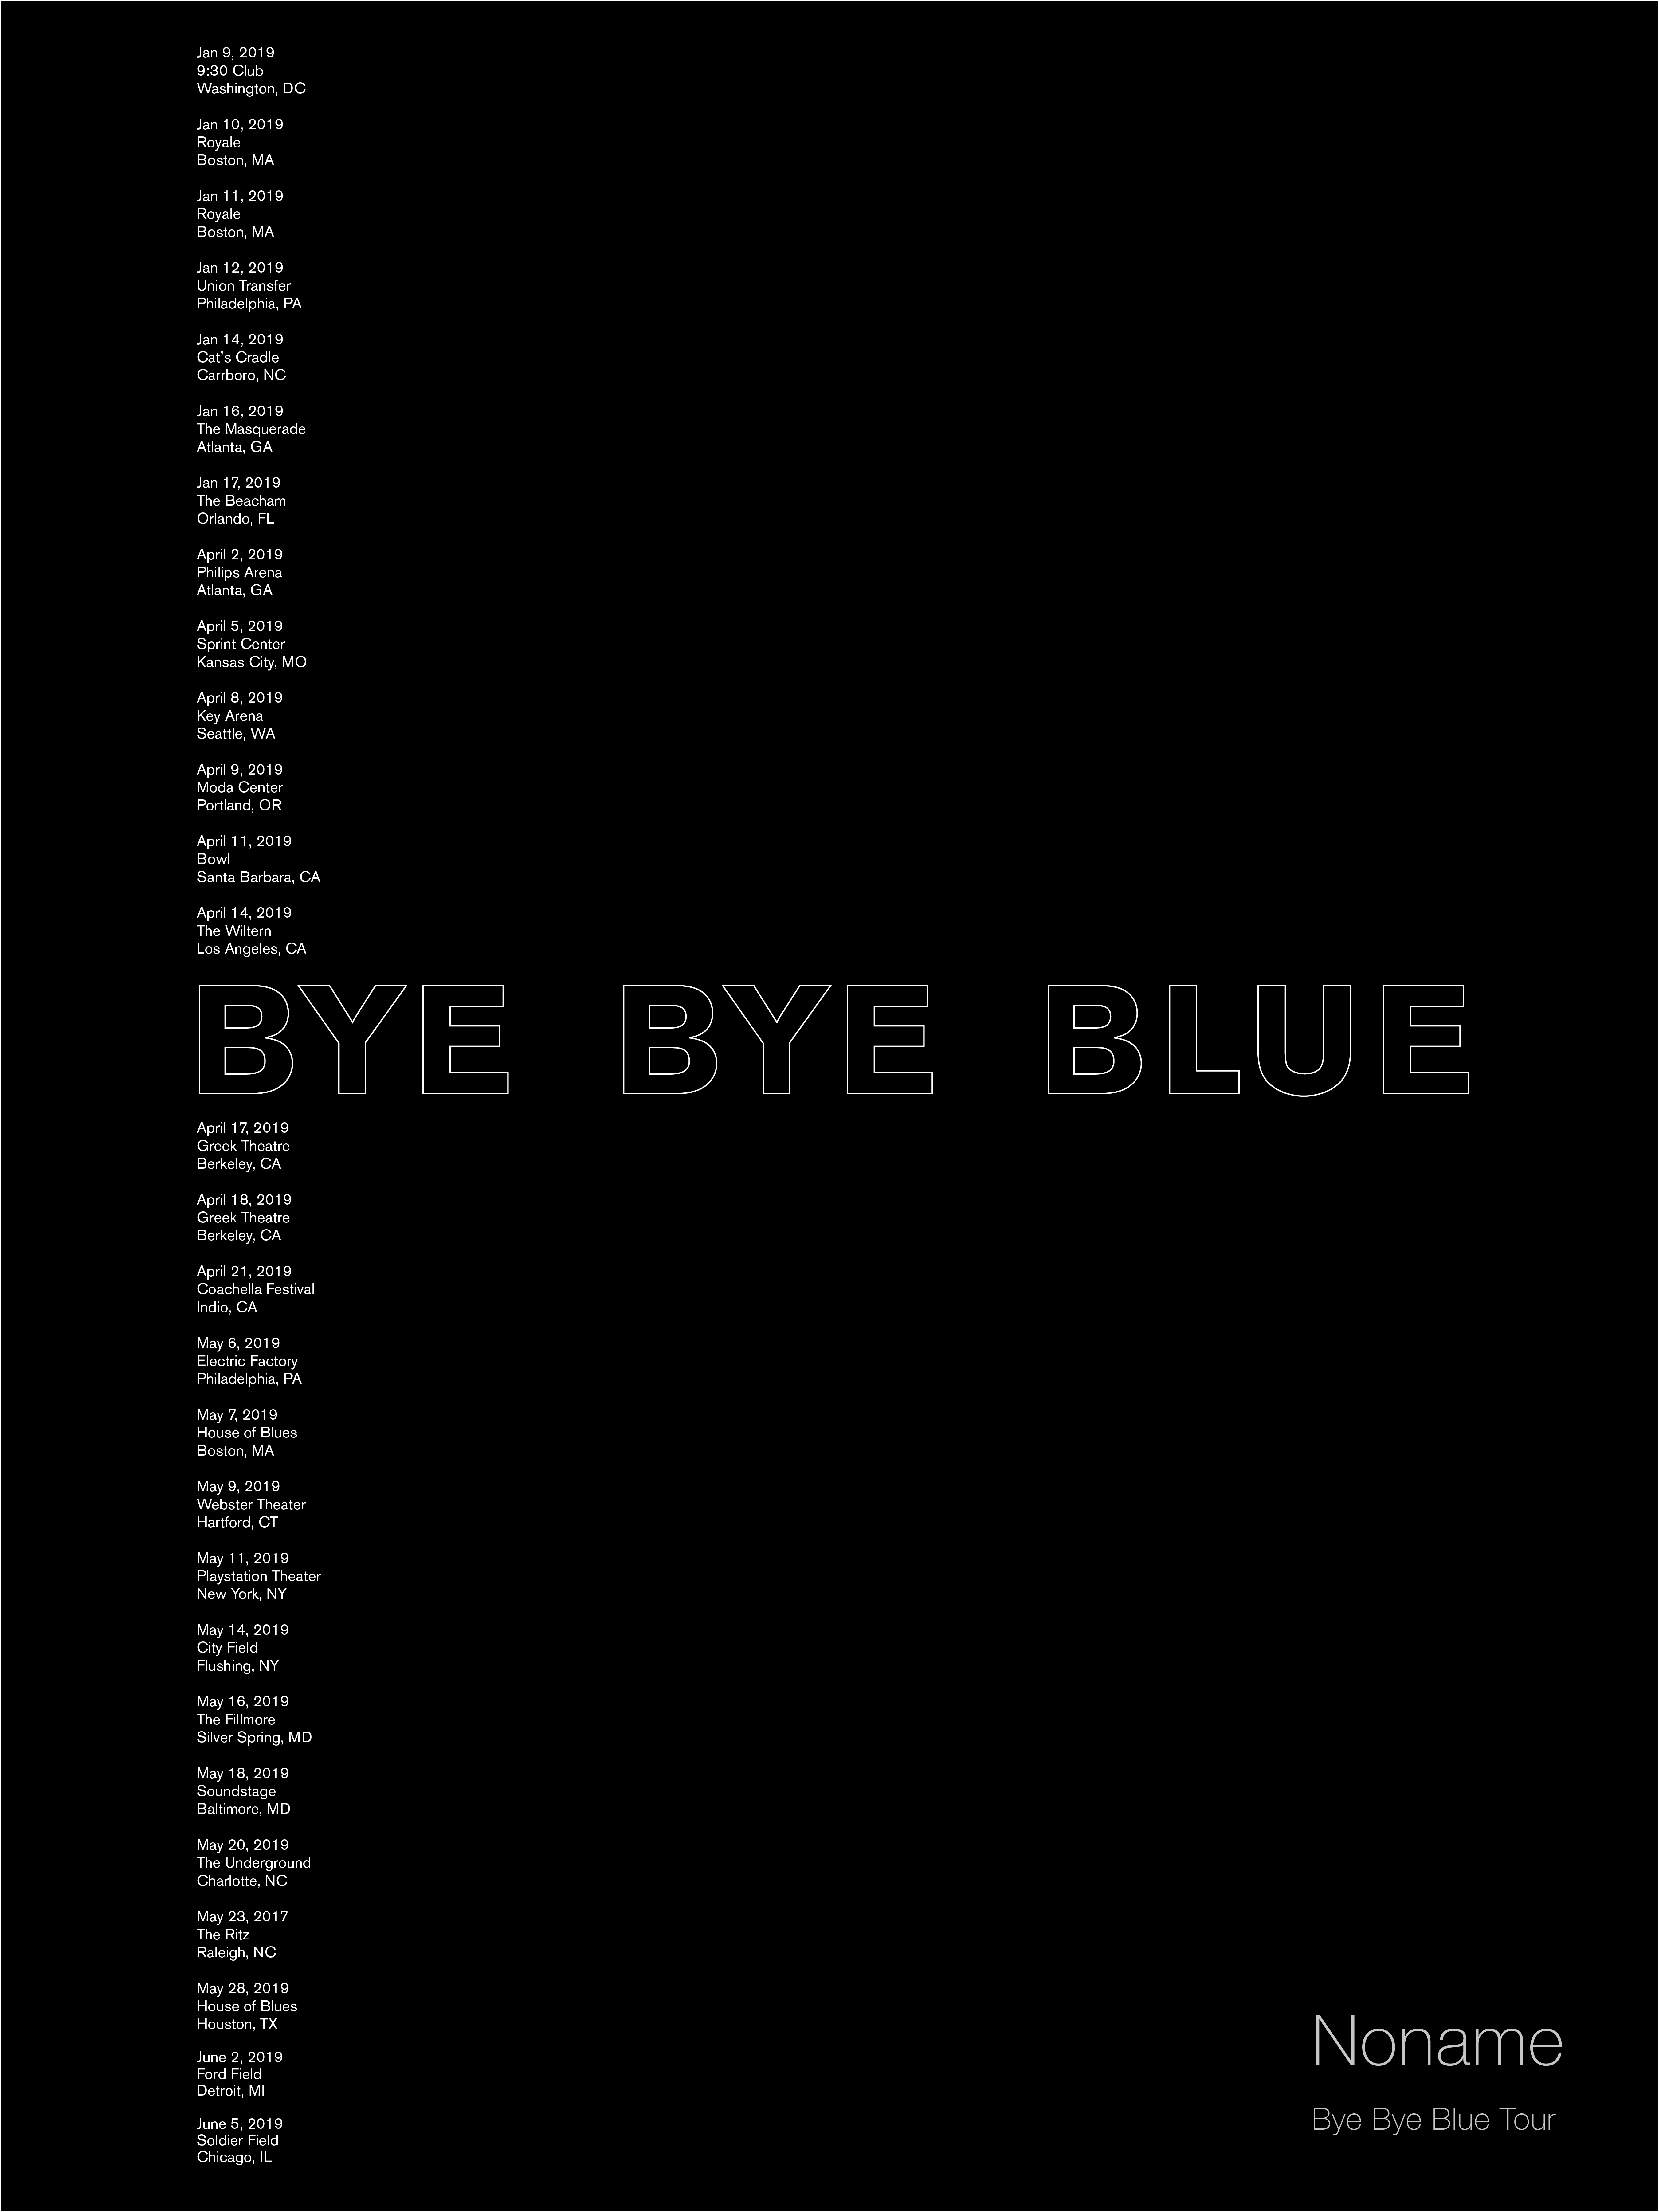 Jan 9, 2019
9:30 Club
Washington, DC
Jan 10, 2019
Royale
Boston, MA
Jan 11, 2019
Royale
Boston, MA
Jan 12, 2019
Union Transfer
Philadelphia, PA
Jan 14, 2019
Cat's Cradle
Carrboro, NC
Jan 16, 2019
The Masquerade
Atlanta, GA
Jan 17, 2019
The Beacham
Orlando, FL
April 2, 2019
Philips Arena
Atlanta, GA
April 5, 2019
Sprint Center
Kansas City, MO
April 8, 2019
Key Arena
Seattle, WA
April 9, 2019
Moda Center
Portland, OR
April 11, 2019
Bowl
Santa Barbara, CA
April 14, 2019
The Wiltern
Los Angeles, CA
BYE BYE BLUE
April 17, 2019
Greek Theatre
Berkeley, CA
April 18, 2019
Greek Theatre
Berkeley, CA
April 21, 2019
Coachella Festival
Indio, CA
May 6, 2019
Electric Factory
Philadelphia, PA
May 7, 2019
House of Blues
Boston, MA
May 9, 2019
Webster Theater
Hartford, CT
May 11, 2019
Playstation Theater
New York, NY
May 14, 2019
City Field
Flushing, NY
May 16, 2019
The Fillmore
Silver Spring, MD
May 18, 2019
Soundstage
Baltimore, MD
May 20, 2019
The Underground
Charlotte, NC
May 23, 2017
The Ritz
Raleigh, NC
May 28, 2019
House of Blues
Houston, TX
June 2, 2019
Ford Field
Detroit, MI
June 5, 2019
Soldier Field
Chicago, IL
Noname
Bye Bye Blue Tour